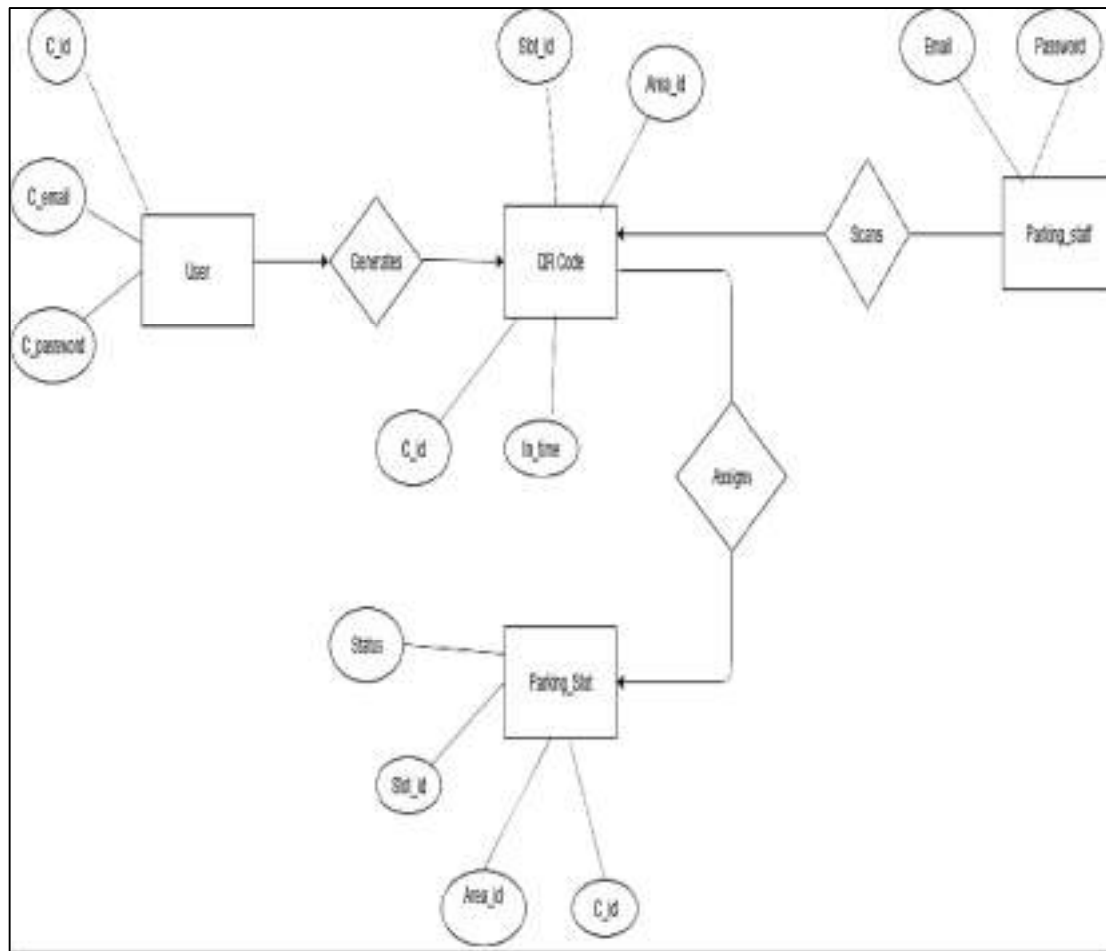 C_id
Slot_id
Area_id
Email
Password
C_email
User
C_password
Generates
QR Code
Scans
Parking_staff
C_id
In_time
Assigns
Status
Parking_Slot
Slot_id
Area_id
C_id